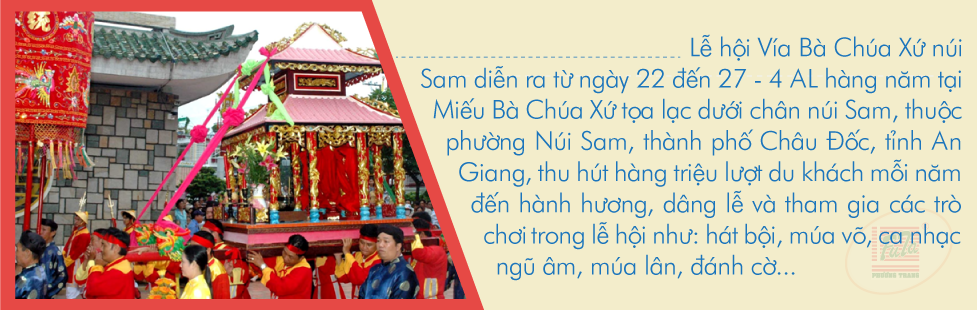 統
Lễ hội Vía Bà Chúa Xứ núi
Sam diễn ra từ ngày 22 đến 27 - 4 AL hàng năm tại
Miếu Bà Chúa Xứ tọa lạc dưới chân núi Sam, thuộc
phường Núi Sam, thành phố Châu Đốc, tỉnh An
Giang, thu hút hàng triệu lượt du khách mỗi năm
đến hành hương, dâng lễ và tham gia các trò
chơi trong lễ hội như: hát bội, múa võ, ca nhạc
ngũ âm, múa lân, đánh cờ...
PHƯƠNG TRANG